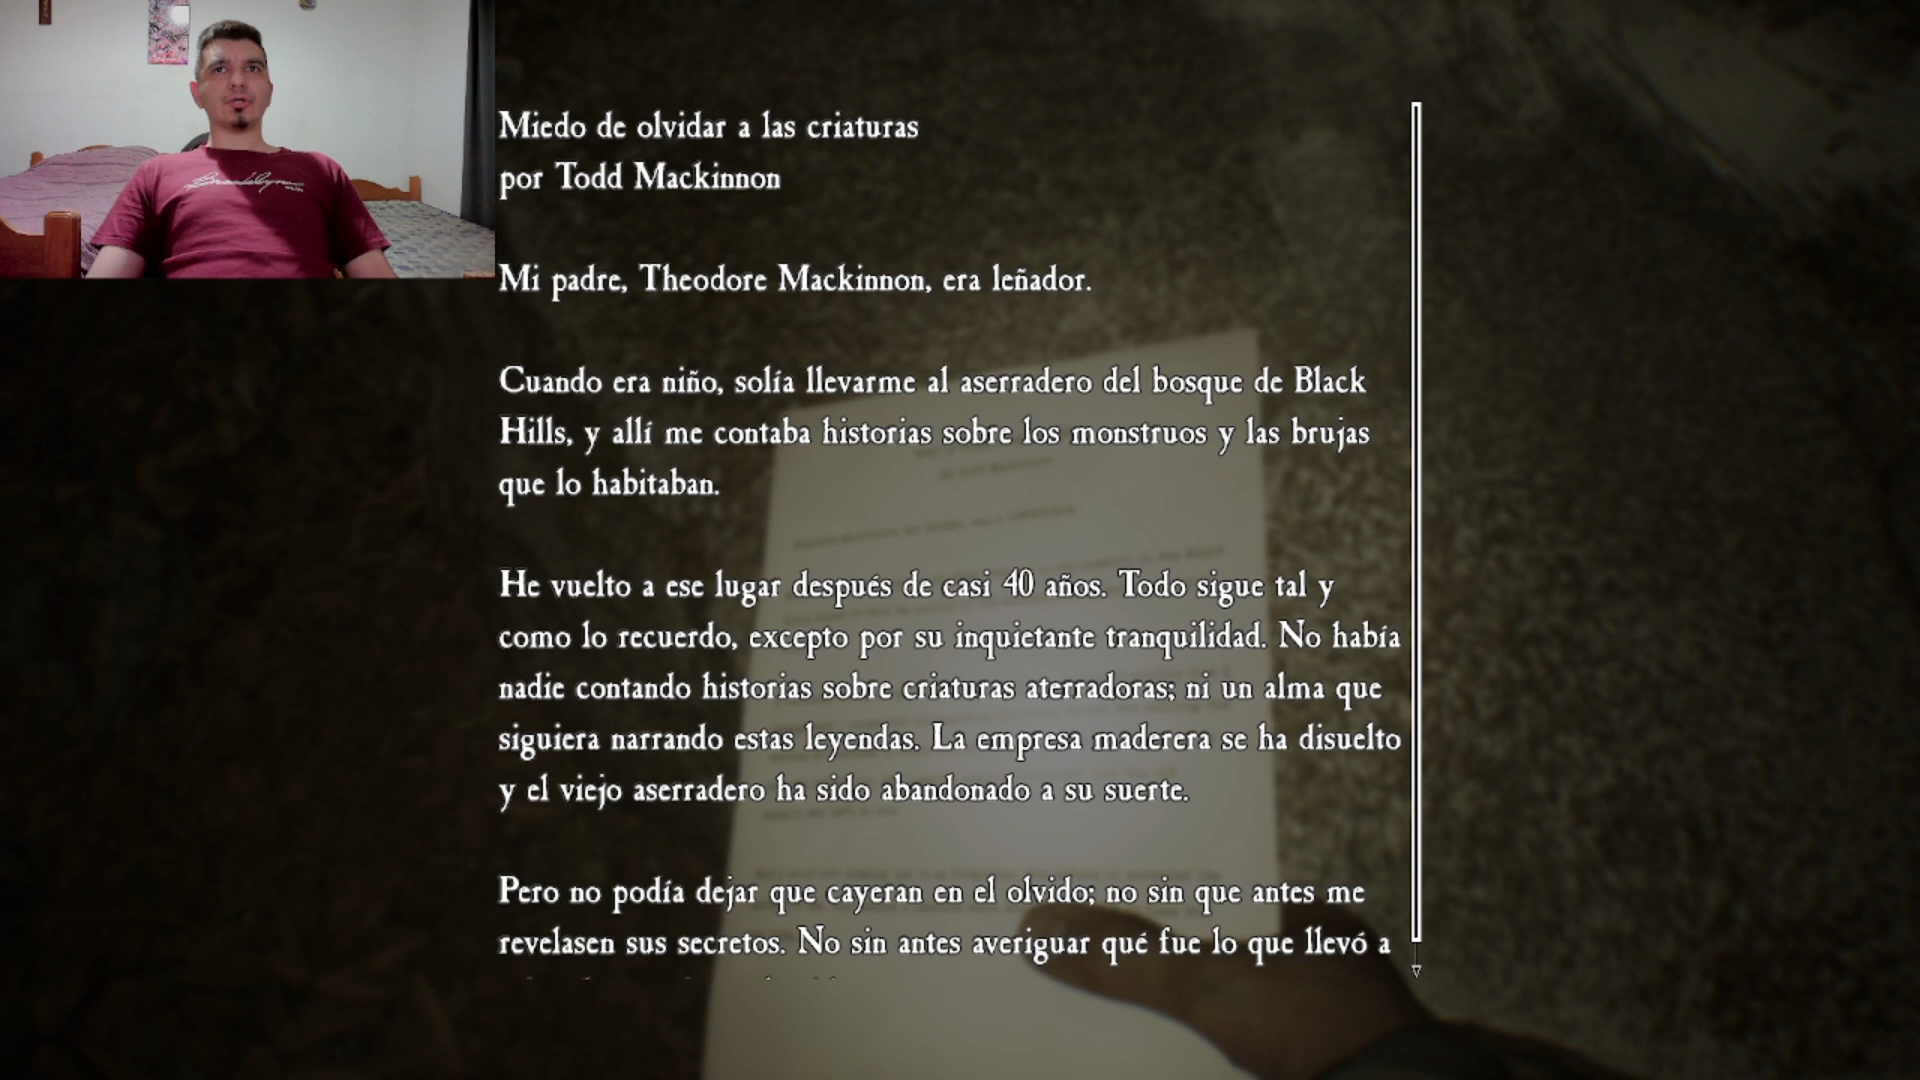 Miedo de olvidar a las criaturas
por Todd Mackinnon
Mi padre, Theodore Mackinnon, era leñador.
Cuando era niño, solía llevarme al aserradero del bosque de Black
Hills, y allí me contaba historias sobre los monstruos y las brujas
que lo habitaban.
He vuelto a ese lugar después de casi 40 años. Todo sigue tal y
como lo recuerdo, excepto por su inquietante tranquilidad. No había
nadie contando historias sobre criaturas aterradoras; ni un alma que
siguiera narrando estas leyendas. La empresa maderera se ha disuelto
y el viejo aserradero ha sido abandonado a su suerte.
Pero no podía dejar que cayeran en el olvido; no sin que antes me
revelasen sus secretos. No sin antes averiguar qué fue lo que llevó a